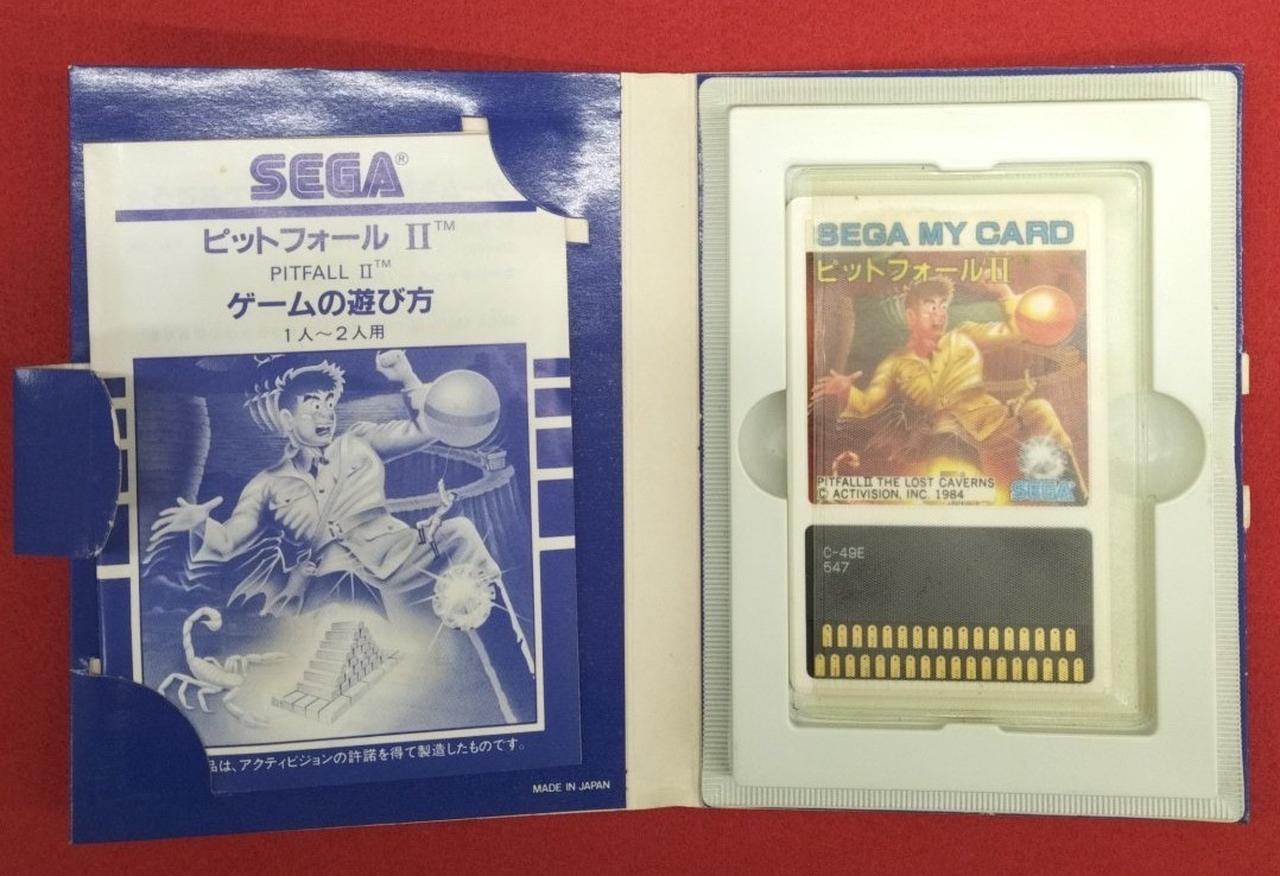 SEGA®
ピットフォール II™
PITFALL II™
ゲームの遊び方
1人～2人用
品は、アクティビジョンの許諾を得て製造したものです。
MADE IN JAPAN
SEGA MY CARD
ピットフォールII
PITFALL II THE LOST CAVERNS
© ACTIVISION, INC. 1984
SEGA
C-49E
547